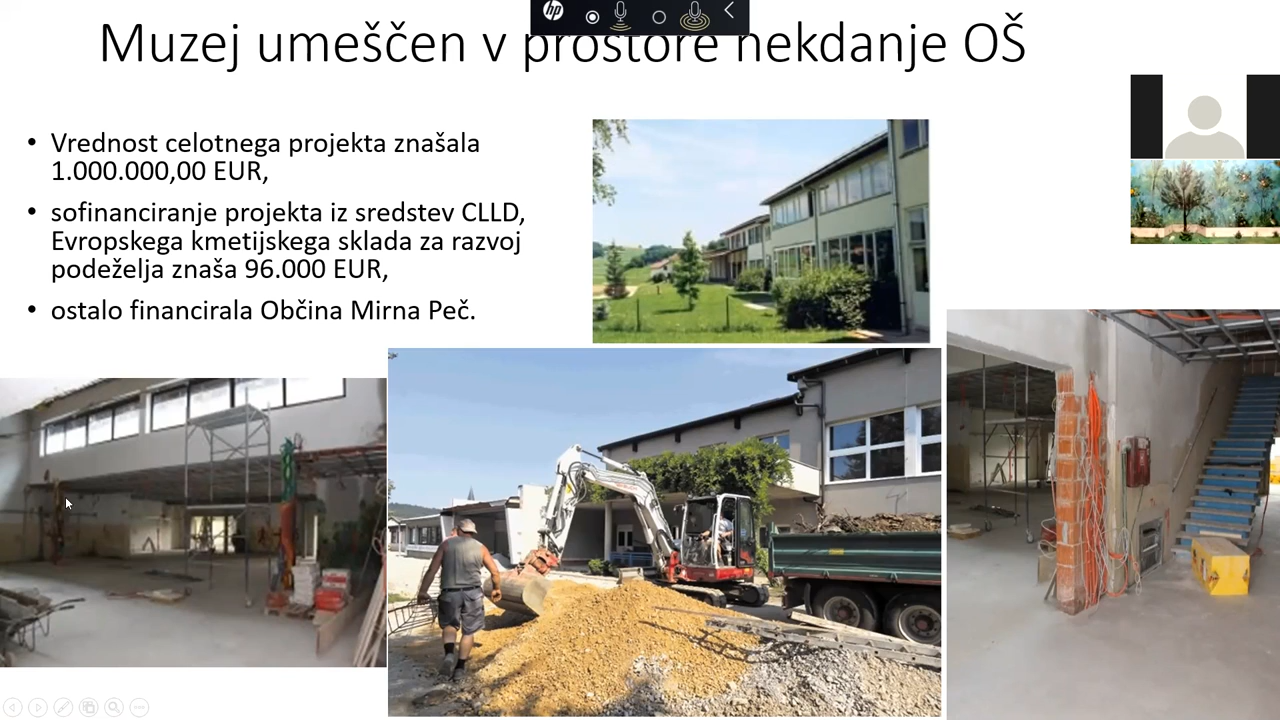 hp
Muzej umeščen v prostore nekdanje OŠ
• Vrednost celotnega projekta znašala
1.000.000,00 EUR,
• sofinanciranje projekta iz sredstev CLLD,
Evropskega kmetijskega sklada za razvoj
podeželja znaša 96.000 EUR,
• ostalo financirala Občina Mirna Peč.